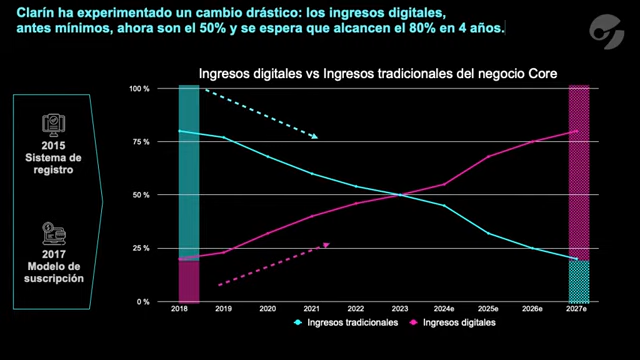 Clarín ha experimentado un cambio drástico: los ingresos digitales,
antes mínimos, ahora son el 50% y se espera que alcancen el 80% en 4 años.
Ingresos digitales vs Ingresos tradicionales del negocio Core
2015
Sistema de
registro
2017
Modelo de
suscripción
100 %
75 %
50 %
25 %
0 %
2018
2019
2020
2021
2022
2023
2024e
2025e
2026e
2027e
Ingresos tradicionales
Ingresos digitales